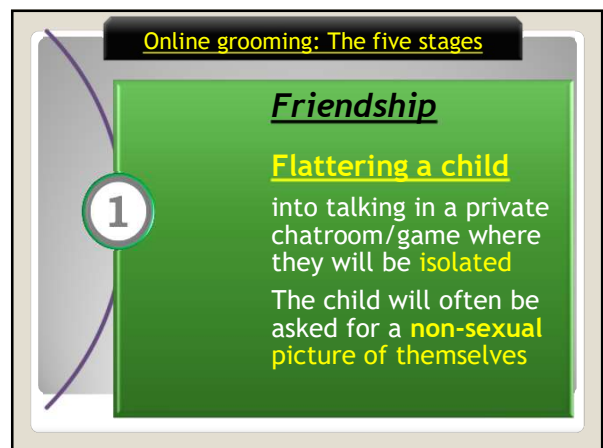 Online grooming: The five stages
Friendship
1
Flattering a child
into talking in a private
chatroom/game where
they will be isolated
The child will often be
asked for a non-sexual
picture of themselves